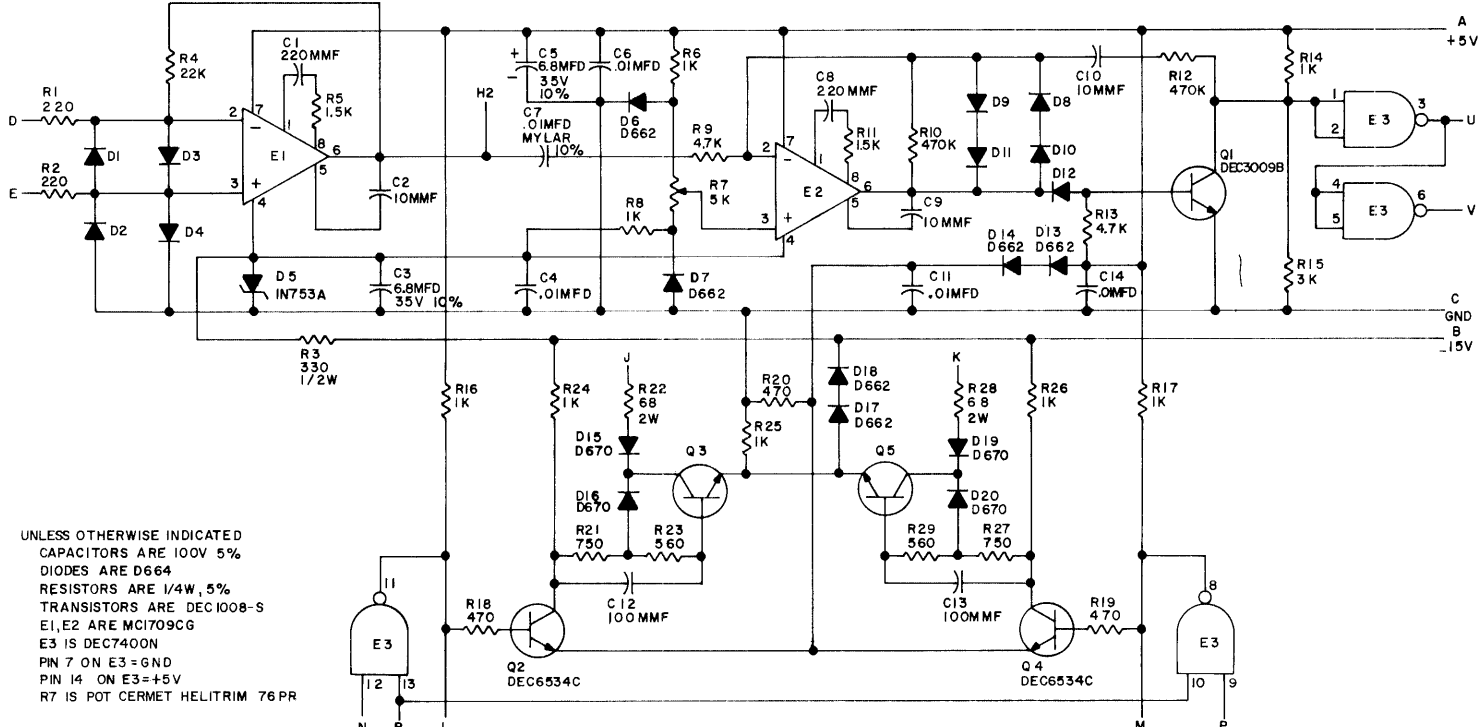 A
+5V
C1
220MMF
R4
22K
R5
1.5K
R1
220
D
D1
D3
2
7
1
8
6
5
3
4
E1
R2
220
E
D2
D4
C2
10MMF
H2
C5
6.8MFD
35V
10%
C6
.01MFD
R6
1K
D6
D662
C7
.01MFD
MYLAR
10%
R9
4.7K
R7
5K
R8
1K
C8
220MMF
R11
1.5K
R10
470K
2
7
1
8
6
5
3
4
E2
C9
10MMF
D9
D8
D11
D10
D12
C10
10MMF
R12
470K
R14
1K
Q1
DEC3009B
R13
4.7K
1
2
3
E3
U
4
5
6
E3
V
R15
3K
D14
D662
D13
D662
C11
.01MFD
C14
.01MFD
D5
IN753A
C3
6.8MFD
35V 10%
C4
.01MFD
D7
D662
C
GND
B
-15V
R3
330
1/2W
R16
1K
R24
1K
J
R22
68
2W
D15
D670
Q3
D16
D670
R21
750
R23
560
C12
100MMF
R20
470
R25
1K
D18
D662
D17
D662
K
R28
68
2W
Q5
D19
D670
D20
D670
R29
560
R27
750
C13
100MMF
R26
1K
R17
1K
UNLESS OTHERWISE INDICATED
CAPACITORS ARE 100V 5%
DIODES ARE D664
RESISTORS ARE 1/4W, 5%
TRANSISTORS ARE DEC1008-S
E1, E2 ARE MC1709CG
E3 IS DEC7400N
PIN 7 ON E3 = GND
PIN 14 ON E3 = +5V
R7 IS POT CERMET HELITRIM 76PR
11
E3
12
13
R18
470
Q2
DEC6534C
Q4
DEC6534C
R19
470
8
E3
10
9